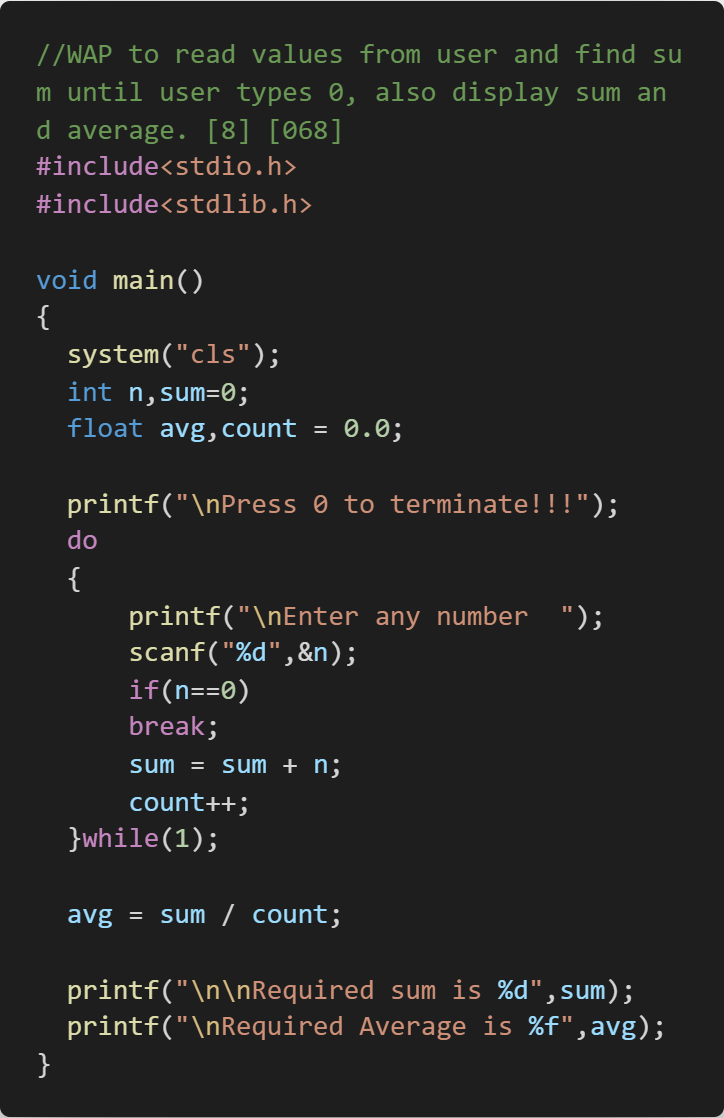 //WAP to read values from user and find su
m until user types 0, also display sum an
d average. [8] [068]
#include<stdio.h>
#include<stdlib.h>

void main()
{
  system("cls");
  int n,sum=0;
  float avg,count = 0.0;

  printf("\nPress 0 to terminate!!!");
  do
  {
      printf("\nEnter any number  ");
      scanf("%d",&n);
      if(n==0)
      break;
      sum = sum + n;
      count++;
  }while(1);

  avg = sum / count;

  printf("\n\nRequired sum is %d",sum);
  printf("\nRequired Average is %f",avg);
}